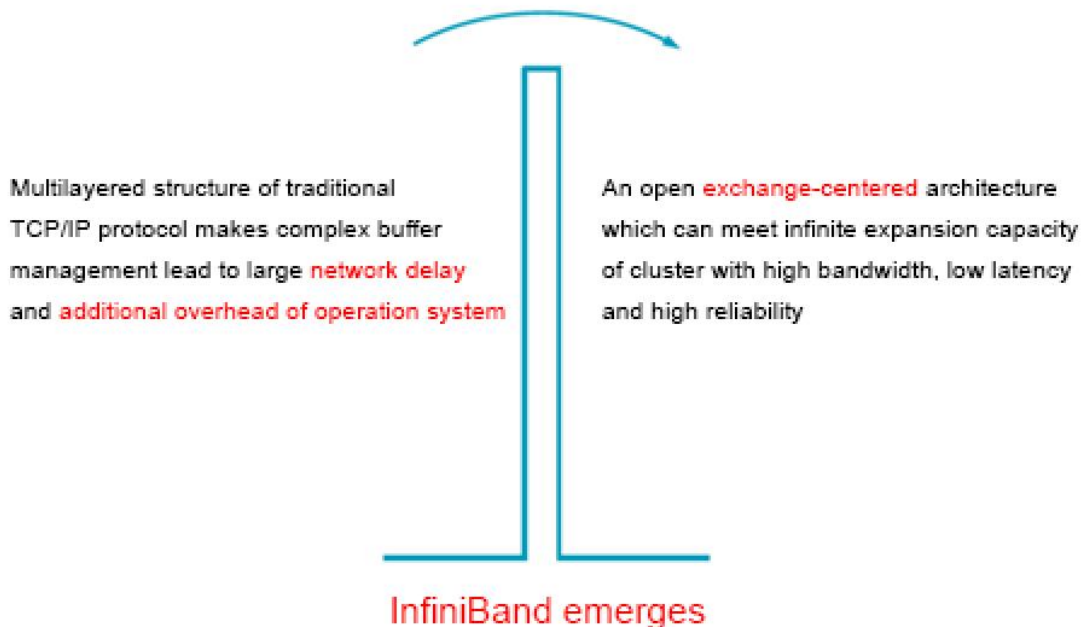 Multilayered structure of traditional
TCP/IP protocol makes complex buffer
management lead to large network delay
and additional overhead of operation system
An open exchange-centered architecture
which can meet infinite expansion capacity
of cluster with high bandwidth, low latency
and high reliability
InfiniBand emerges